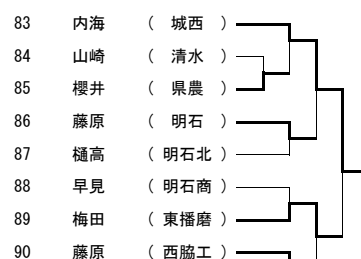 83 内海 ( 城西 )
84 山崎 ( 清水 )
85 櫻井 ( 県農 )
86 藤原 ( 明石 )
87 樋高 ( 明石北 )
88 早見 ( 明石商 )
89 梅田 ( 東播磨 )
90 藤原 ( 西脇工 )